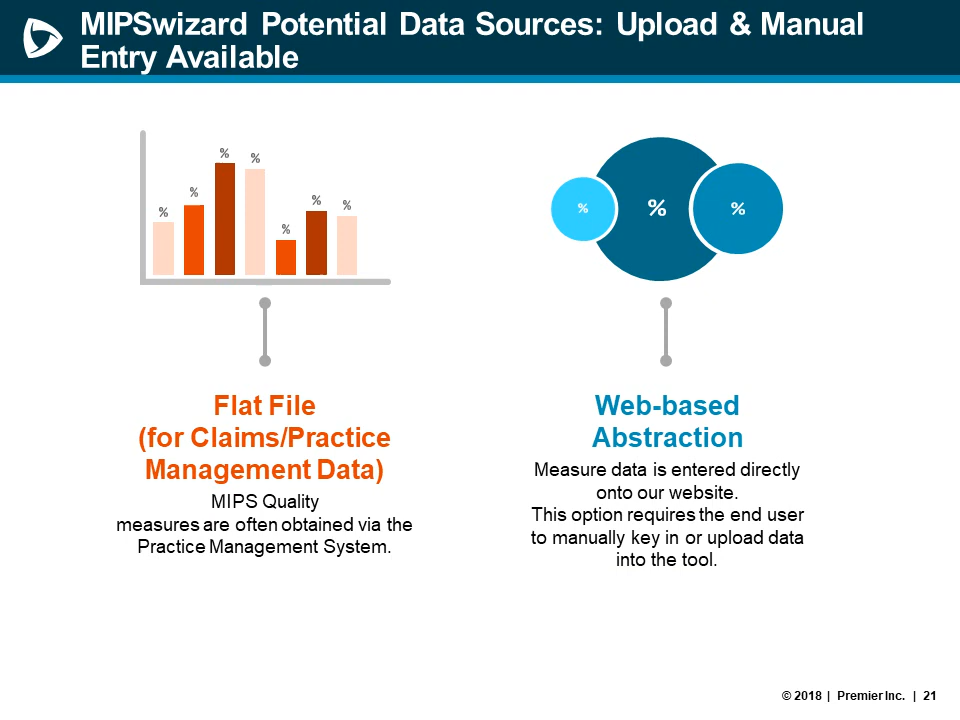 MIPSwizard Potential Data Sources: Upload & Manual
Entry Available
%
%
%
%
%
%
%
%
%
%
Flat File
(for Claims/Practice
Management Data)
MIPS Quality
measures are often obtained via the
Practice Management System.
Web-based
Abstraction
Measure data is entered directly
onto our website.
This option requires the end user
to manually key in or upload data
into the tool.
© 2018 | Premier Inc. | 21